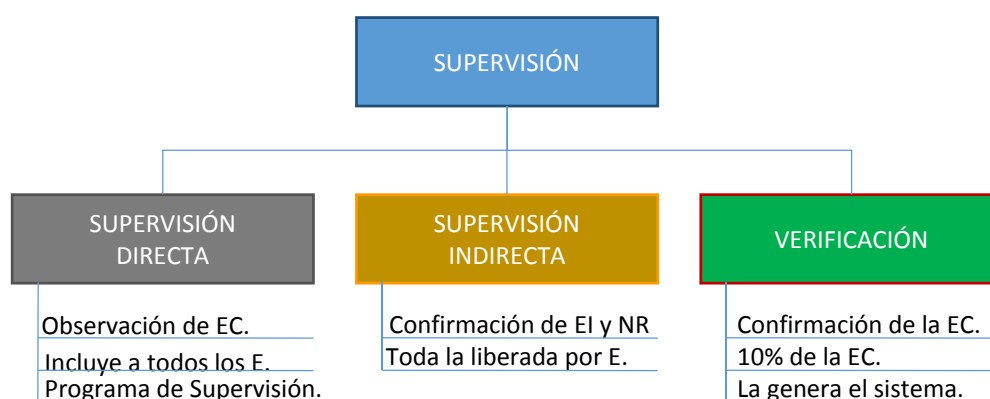 SUPERVISIÓN
SUPERVISIÓN
DIRECTA
Observación de EC.
Incluye a todos los E.
Programa de Supervisión.
SUPERVISIÓN
INDIRECTA
Confirmación de EI y NR
Toda la liberada por E.
VERIFICACIÓN
Confirmación de la EC.
10% de la EC.
La genera el sistema.